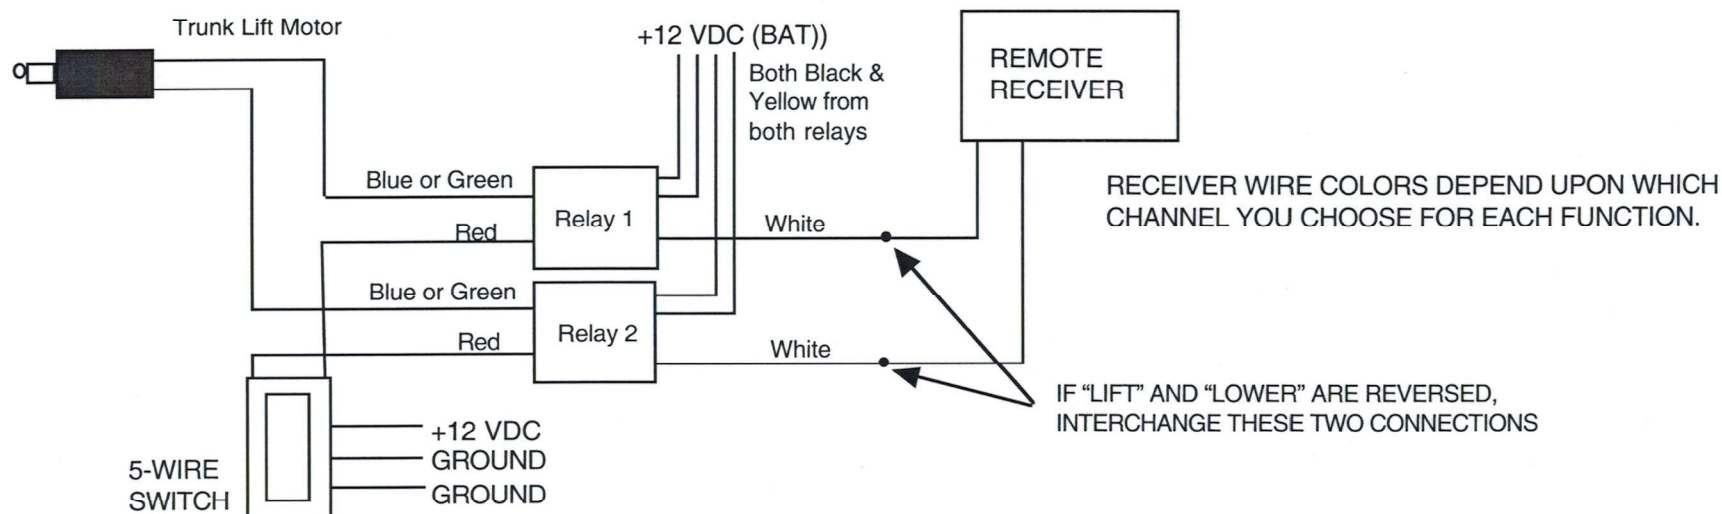 Trunk Lift Motor
+12 VDC (BAT))
Both Black &
Yellow from
both relays
REMOTE
RECEIVER
RECEIVER WIRE COLORS DEPEND UPON WHICH
CHANNEL YOU CHOOSE FOR EACH FUNCTION.
Blue or Green
Relay 1
Red
White
Blue or Green
Relay 2
Red
White
IF “LIFT” AND “LOWER” ARE REVERSED,
INTERCHANGE THESE TWO CONNECTIONS
5-WIRE
SWITCH
+12 VDC
GROUND
GROUND